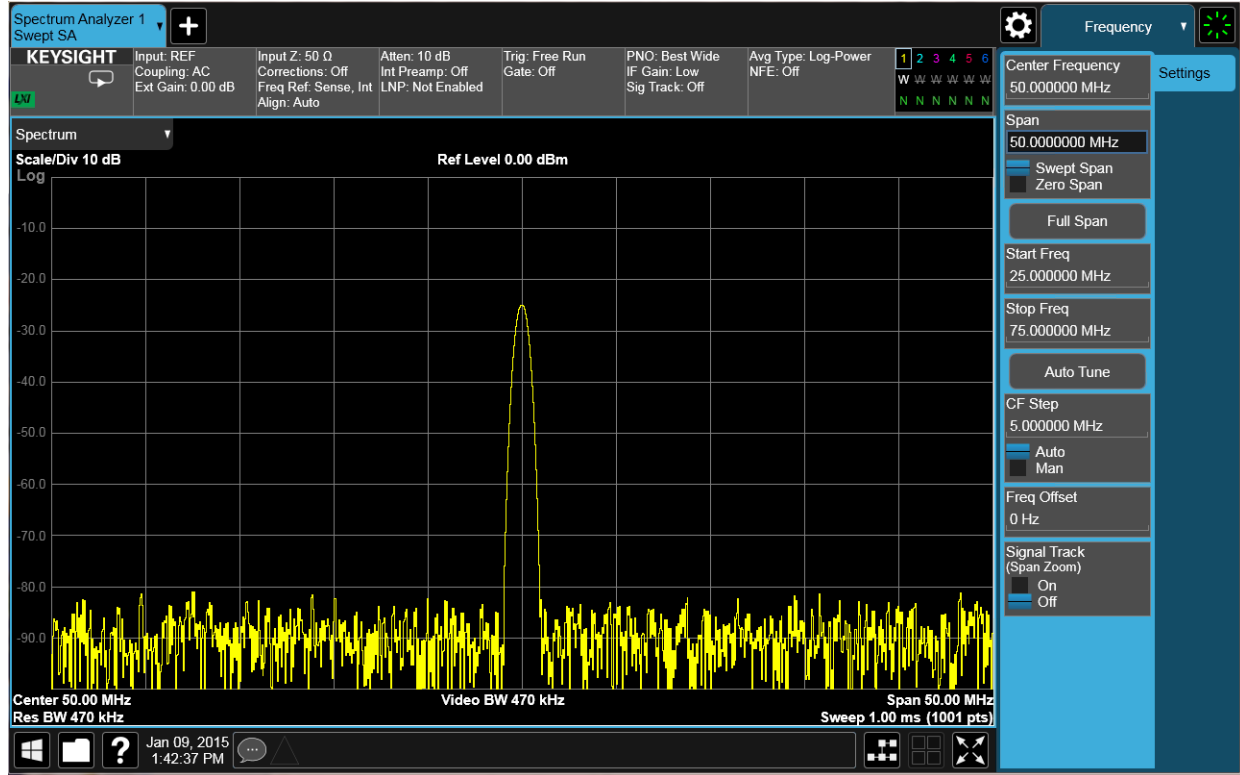 Spectrum Analyzer 1
Swept SA
Frequency
KEYSIGHT
LXI
Input: REF
Coupling: AC
Ext Gain: 0.00 dB
Input Z: 50 Ω
Corrections: Off
Freq Ref: Sense, Int
Align: Auto
Atten: 10 dB
Int Preamp: Off
LNP: Not Enabled
Trig: Free Run
Gate: Off
PNO: Best Wide
IF Gain: Low
Sig Track: Off
Avg Type: Log-Power
NFE: Off
1 2 3 4 5 6
W W W W W W
N N N N N N
Spectrum
Scale/Div 10 dB
Ref Level 0.00 dBm
Log
-10.0
-20.0
-30.0
-40.0
-50.0
-60.0
-70.0
-80.0
-90.0
Center 50.00 MHz
Video BW 470 kHz
Span 50.00 MHz
Res BW 470 kHz
Sweep 1.00 ms (1001 pts)
Center Frequency
50.000000 MHz
Settings
Span
50.0000000 MHz
Swept Span
Zero Span
Full Span
Start Freq
25.000000 MHz
Stop Freq
75.000000 MHz
Auto Tune
CF Step
5.000000 MHz
Auto
Man
Freq Offset
0 Hz
Signal Track
(Span Zoom)
On
Off
?
Jan 09, 2015
1:42:37 PM